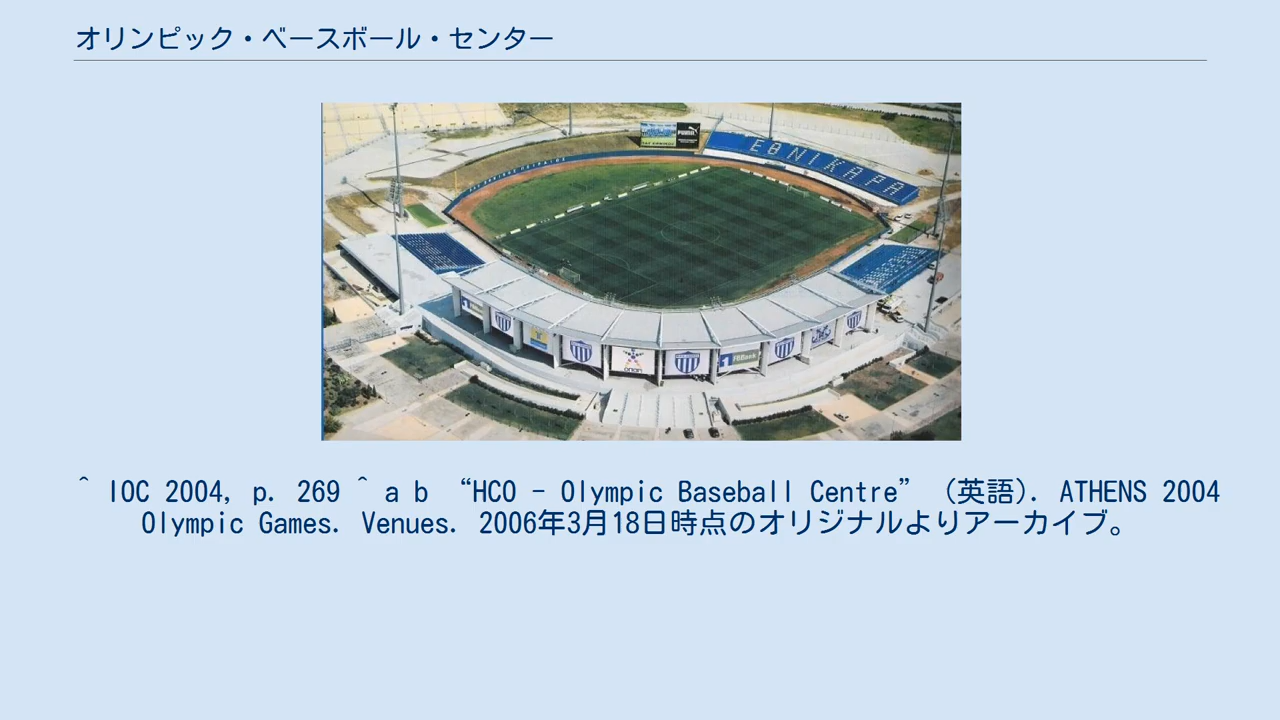 オリンピック・ベースボール・センター
PUMA
ΕΘΝΙΚΑΡΑ
^ IOC 2004, p. 269 ^ a b “HCO - Olympic Baseball Centre” (英語). ATHENS 2004
Olympic Games. Venues. 2006年3月18日時点のオリジナルよりアーカイブ。